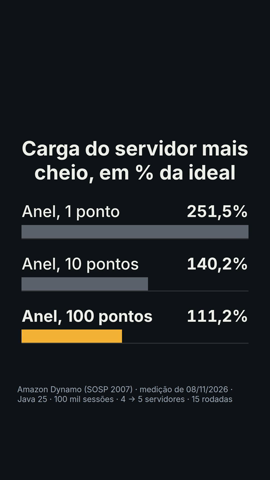 Carga do servidor mais
cheio, em % da ideal
Anel, 1 ponto 251,5%
Anel, 10 pontos 140,2%
Anel, 100 pontos 111,2%
Amazon Dynamo (SOSP 2007) · medição de 08/11/2026 ·
Java 25 · 100 mil sessões · 4 → 5 servidores · 15 rodadas